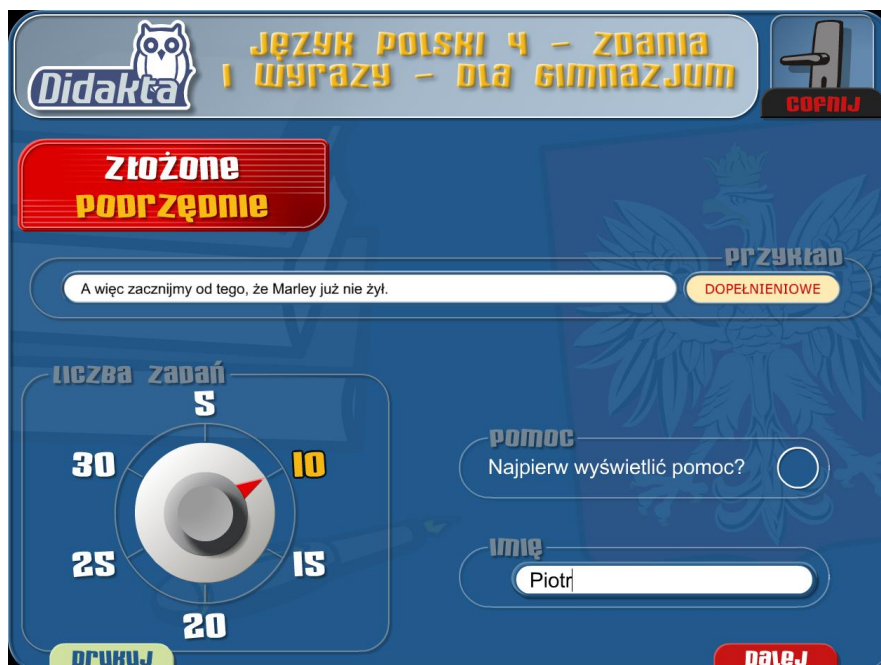 Didakta
JĘZYK POLSKI 4 – ZDANIA
I WYRAZY – DLA GIMNAZJUM
COFNIJ
ZŁOŻONE
PODRZĘDNIE
PRZYKŁAD
A więc zacznijmy od tego, że Marley już nie żył.
DOPEŁNIENIOWE
LICZBA ZADAŃ
5
10
15
20
25
30
POMOC
Najpierw wyświetlić pomoc?
IMIĘ
Piotr
DRUKUJ
DALEJ